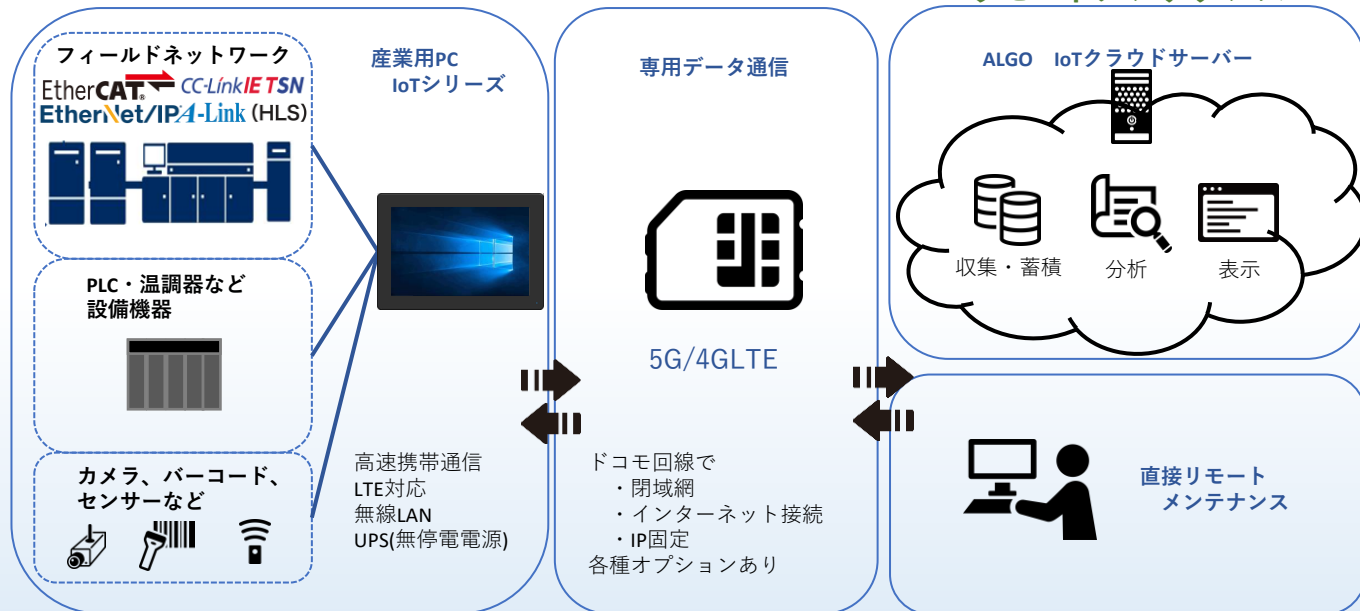 フィールドネットワーク
EtherCAT® CC-Link IE TSN
EtherNet/IP A-Link (HLS)
PLC・温調器など
設備機器
カメラ、バーコード、
センサーなど
産業用PC
IoTシリーズ
高速携帯通信
LTE対応
無線LAN
UPS(無停電電源)
専用データ通信
5G/4GLTE
ドコモ回線で
・閉域網
・インターネット接続
・IP固定
各種オプションあり
ALGO IoTクラウドサーバー
収集・蓄積 分析 表示
直接リモート
メンテナンス